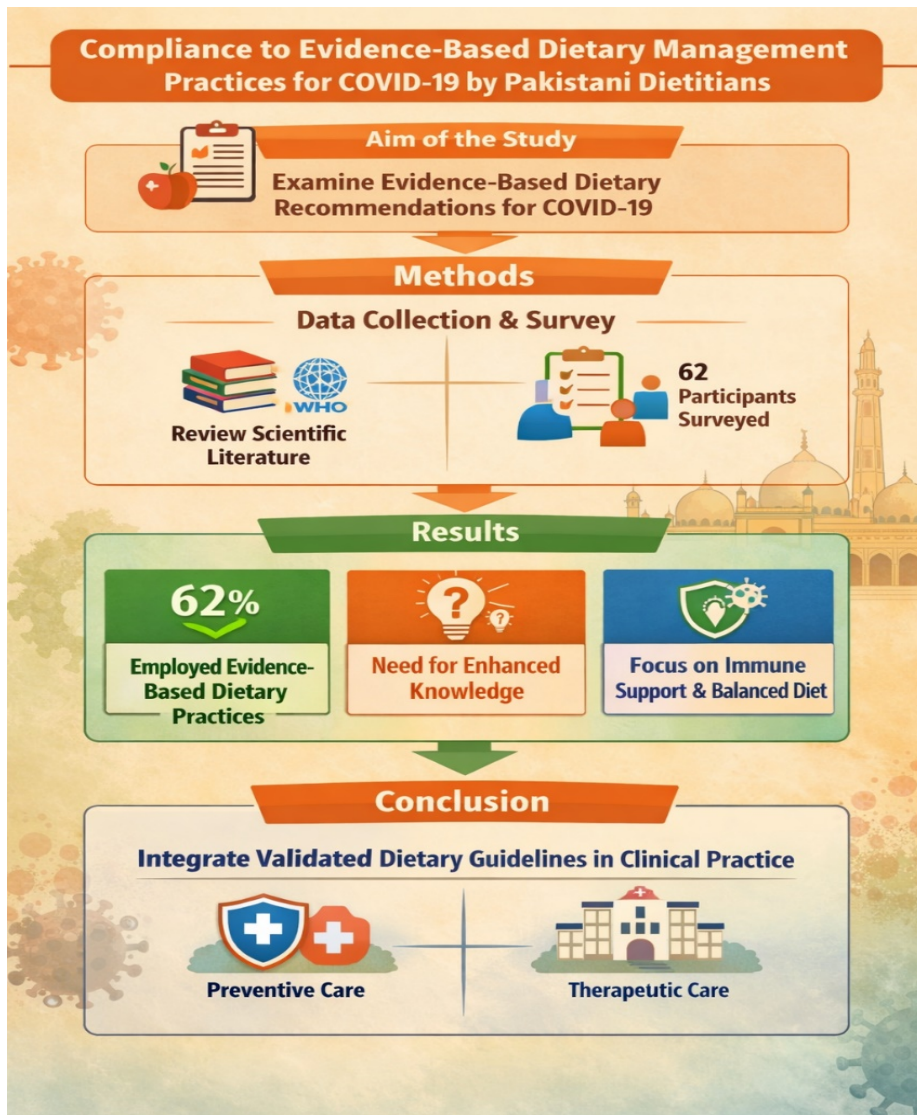 Compliance to Evidence-Based Dietary Management
Practices for COVID-19 by Pakistani Dietitians
Aim of the Study
Examine Evidence-Based Dietary
Recommendations for COVID-19
Methods
Data Collection & Survey
WHO
Review Scientific
Literature
62
Participants
Surveyed
Results
62%
Employed Evidence-
Based Dietary
Practices
?
?
Need for Enhanced
Knowledge
Focus on Immune
Support & Balanced Diet
Conclusion
Integrate Validated Dietary Guidelines in Clinical Practice
Preventive Care
Therapeutic Care